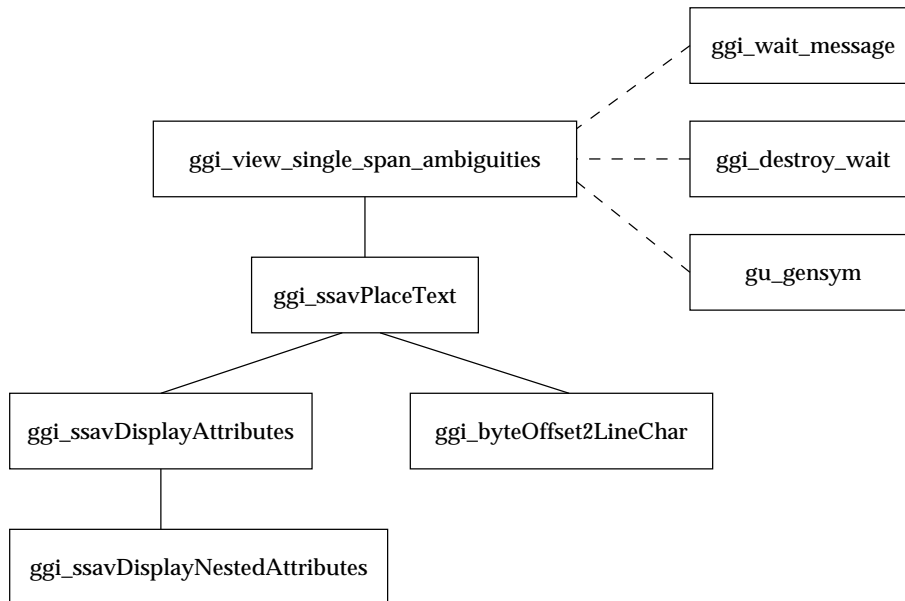 ggi_wait_message
ggi_view_single_span_ambiguities
ggi_destroy_wait
gu_gensym
ggi_ssavPlaceText
ggi_ssavDisplayAttributes
ggi_byteOffset2LineChar
ggi_ssavDisplayNestedAttributes